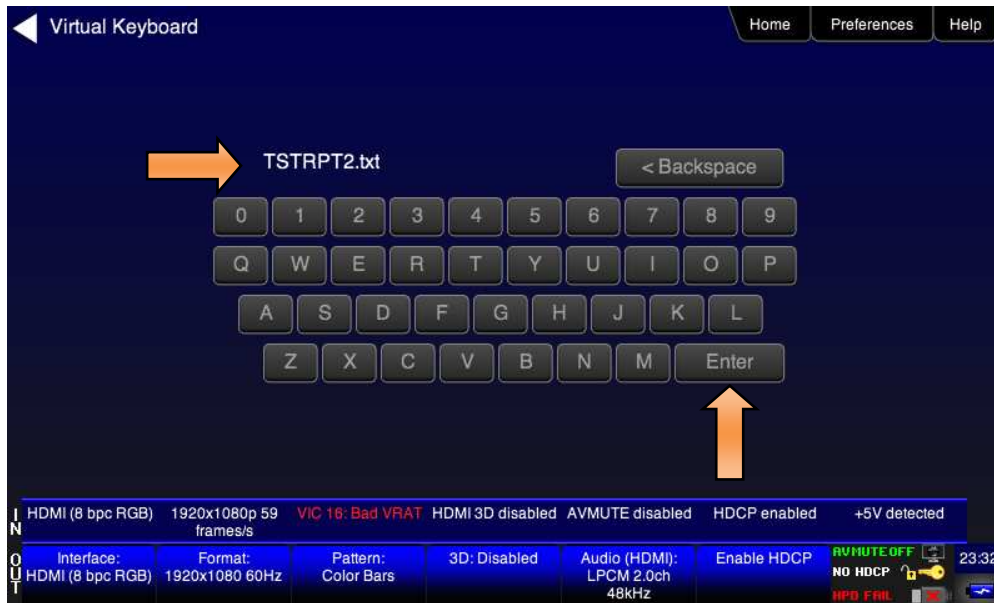 Virtual Keyboard
Home Preferences Help
TSTRPT2.txt
< Backspace
0 1 2 3 4 5 6 7 8 9
Q W E R T Y U I O P
A S D F G H J K L
Z X C V B N M Enter
IN HDMI (8 bpc RGB) 1920x1080p 59 VIC 16: Bad VRAT HDMI 3D disabled AVMUTE disabled HDCP enabled +5V detected
frames/s
OUT Interface: Format: Pattern: 3D: Disabled Audio (HDMI): Enable HDCP AVMUTEOFF 23:32
HDMI (8 bpc RGB) 1920x1080 60Hz Color Bars LPCM 2.0ch NO HDCP
48kHz HPD FAIL